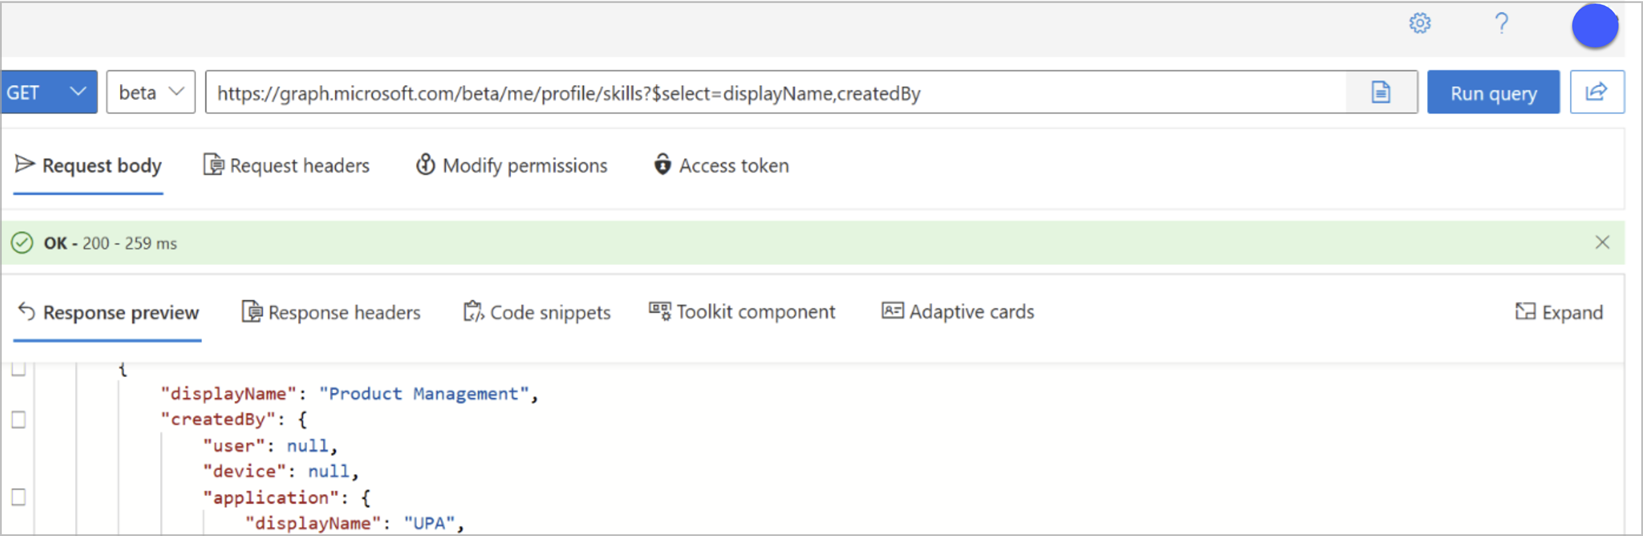 ?
GET beta https://graph.microsoft.com/beta/me/profile/skills?$select=displayName,createdBy Run query
Request body Request headers Modify permissions Access token
OK - 200 - 259 ms
Response preview Response headers Code snippets Toolkit component Adaptive cards Expand
{
"displayName": "Product Management",
"createdBy": {
"user": null,
"device": null,
"application": {
"displayName": "UPA",